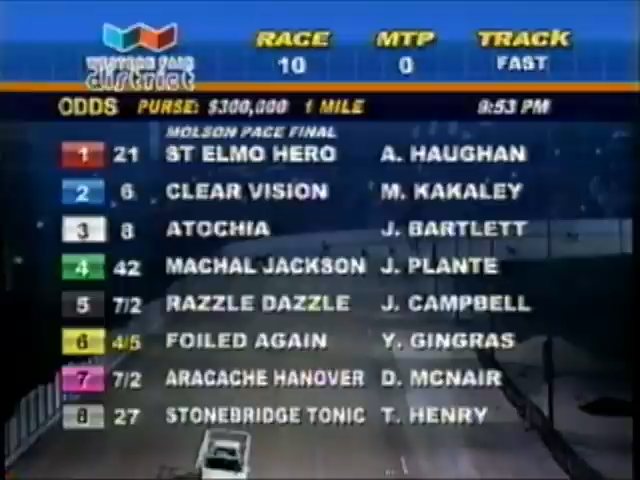 WESTERN FAIR
district
RACE MTP TRACK
10 0 FAST
ODDS PURSE: $300,000 1 MILE 9:53 PM
MOLSON PACE FINAL
1 21 ST ELMO HERO A. HAUGHAN
2 6 CLEAR VISION M. KAKALEY
3 8 ATOCHIA J. BARTLETT
4 42 MACHAL JACKSON J. PLANTE
5 7/2 RAZZLE DAZZLE J. CAMPBELL
6 4/5 FOILED AGAIN Y. GINGRAS
7 7/2 ARACACHE HANOVER D. MCNAIR
8 27 STONEBRIDGE TONIC T. HENRY